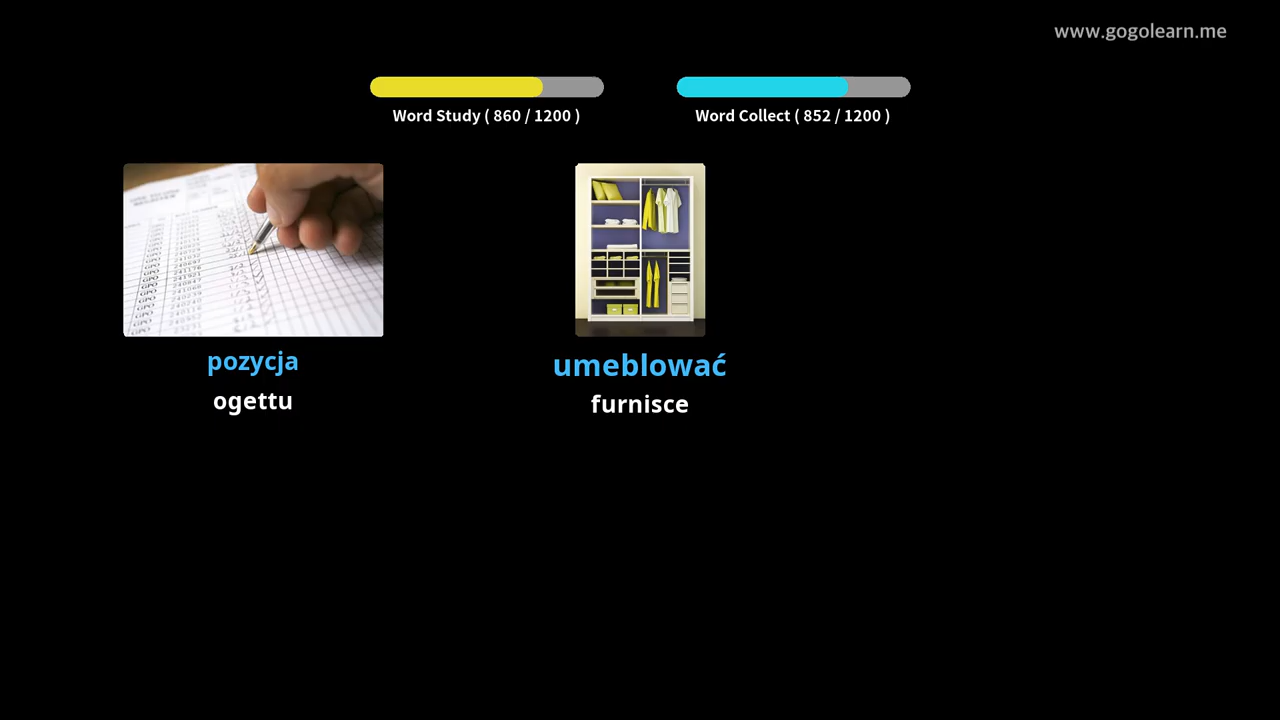 www.gogolearn.me
Word Study ( 860 / 1200 )
Word Collect ( 852 / 1200 )
pozycja
ogettu
umeblować
furnisce